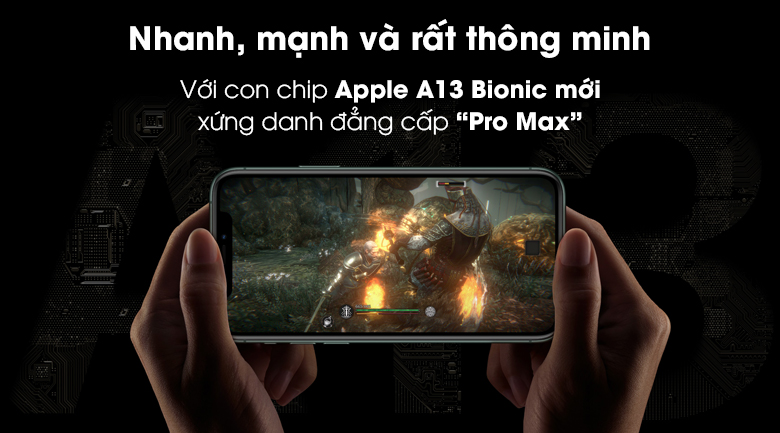 Nhanh, mạnh và rất thông minh
Với con chip Apple A13 Bionic mới
xứng danh đẳng cấp “Pro Max”
A13